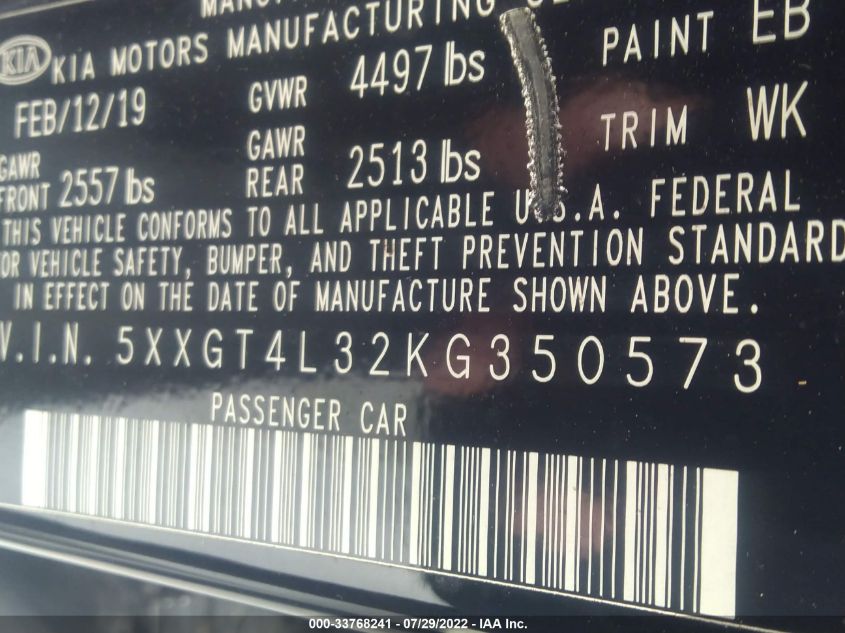 KIA KIA MOTORS MANUFACTURING
FEB/12/19 GVWR 4497 lbs PAINT EB
GAWR FRONT 2557 lbs GAWR REAR 2513 lbs TRIM WK
THIS VEHICLE CONFORMS TO ALL APPLICABLE U.S.A. FEDERAL
OR VEHICLE SAFETY, BUMPER, AND THEFT PREVENTION STANDARD
IN EFFECT ON THE DATE OF MANUFACTURE SHOWN ABOVE.
V.I.N. 5XXGT4L32KG350573
PASSENGER CAR
000-33768241 - 07/29/2022 - IAA Inc.